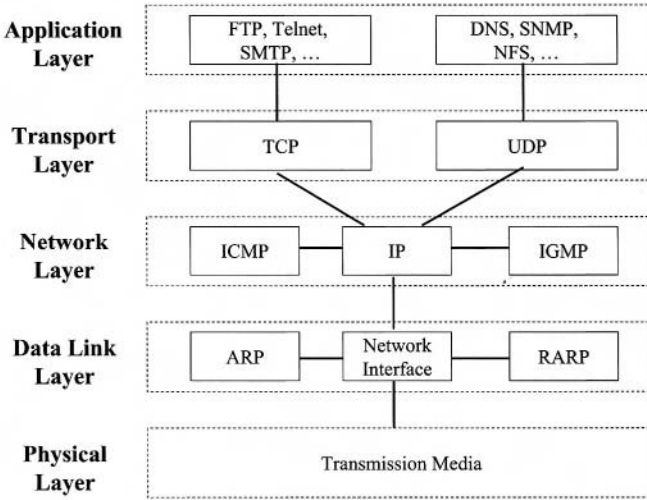 Application
Layer
FTP, Telnet,
SMTP, ...
DNS, SNMP,
NFS, ...
Transport
Layer
TCP
UDP
Network
Layer
ICMP
IP
IGMP
Data Link
Layer
ARP
Network
Interface
RARP
Physical
Layer
Transmission Media